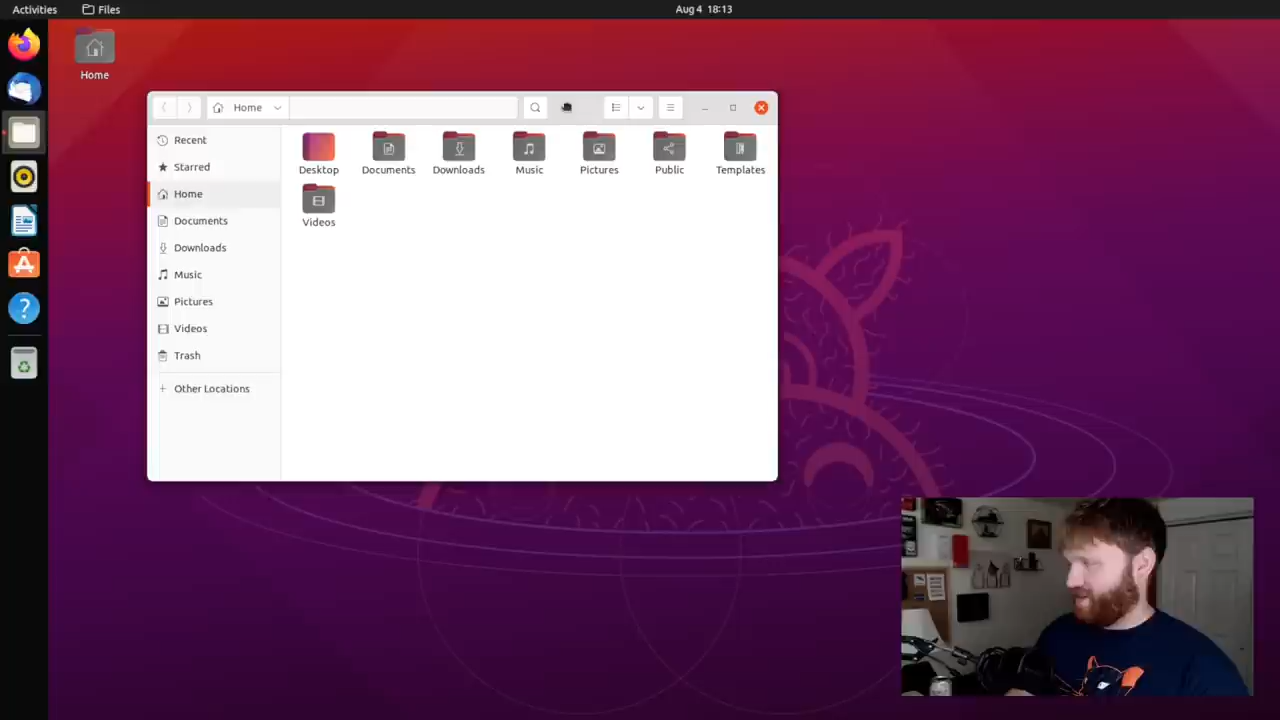 Activities
Files
Aug 4 18:13
Home
Home
Recent
Starred
Home
Documents
Downloads
Music
Pictures
Videos
Trash
Other Locations
Desktop
Documents
Downloads
Music
Pictures
Public
Templates
Videos